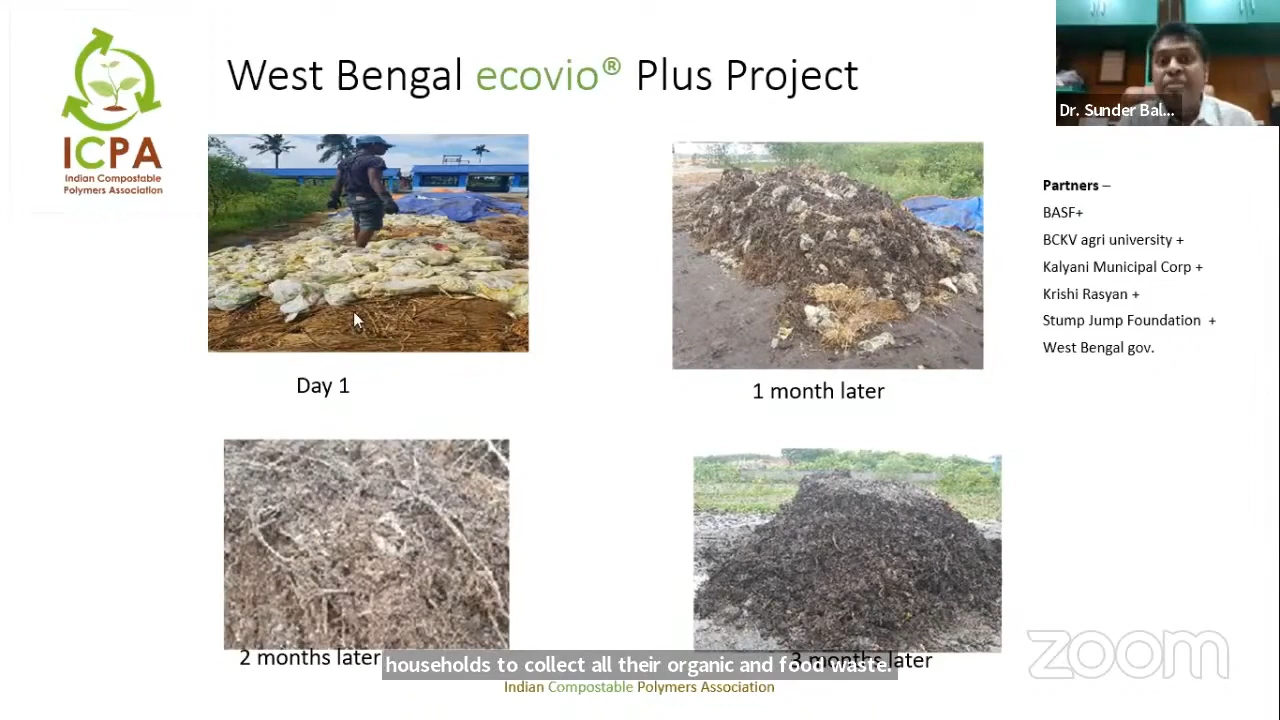 West Bengal ecovio® Plus Project
Dr. Sunder Bal...
ICPA
Indian Compostable
Polymers Association
Partners –
BASF+
BCKV agri university +
Kalyani Municipal Corp +
Krishi Rasyan +
Stump Jump Foundation +
West Bengal gov.
Day 1
1 month later
2 months later
3 months later
households to collect all their organic and food waste.
Indian Compostable Polymers Association
zoom